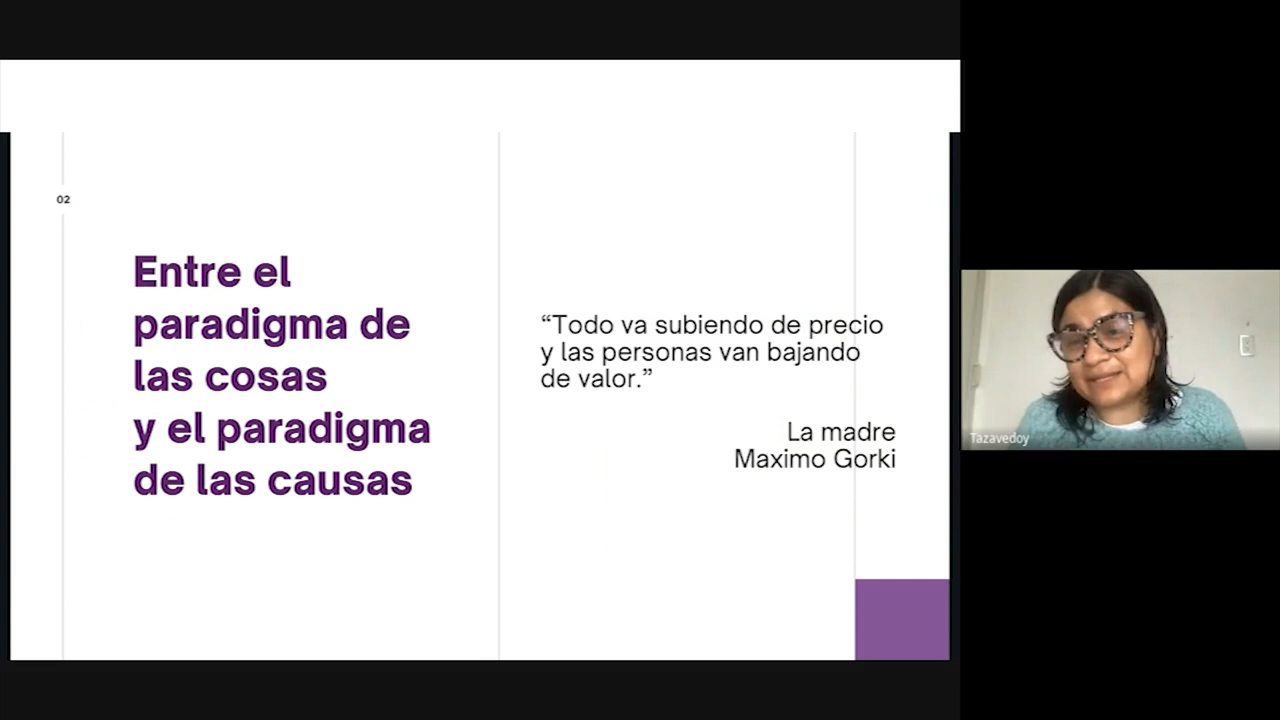 02
Entre el
paradigma de
las cosas
y el paradigma
de las causas
“Todo va subiendo de precio
y las personas van bajando
de valor.”
La madre
Maximo Gorki
Tazavedoy